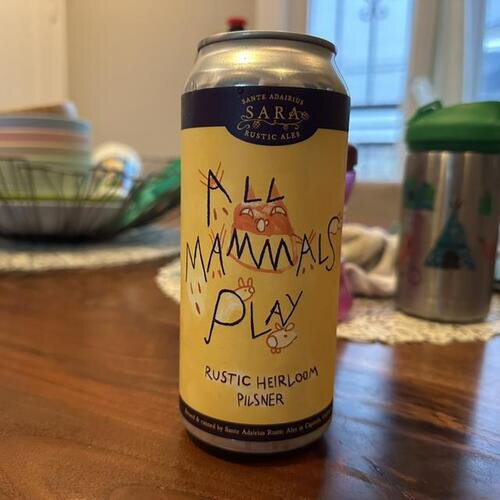 SANTE ADAIRIUS
SARA
RUSTIC ALES
ALL
MAMMALS
PLAY
RUSTIC HEIRLOOM
PILSNER
& canned by Sante Adairius Rustic Ales in Capitola,